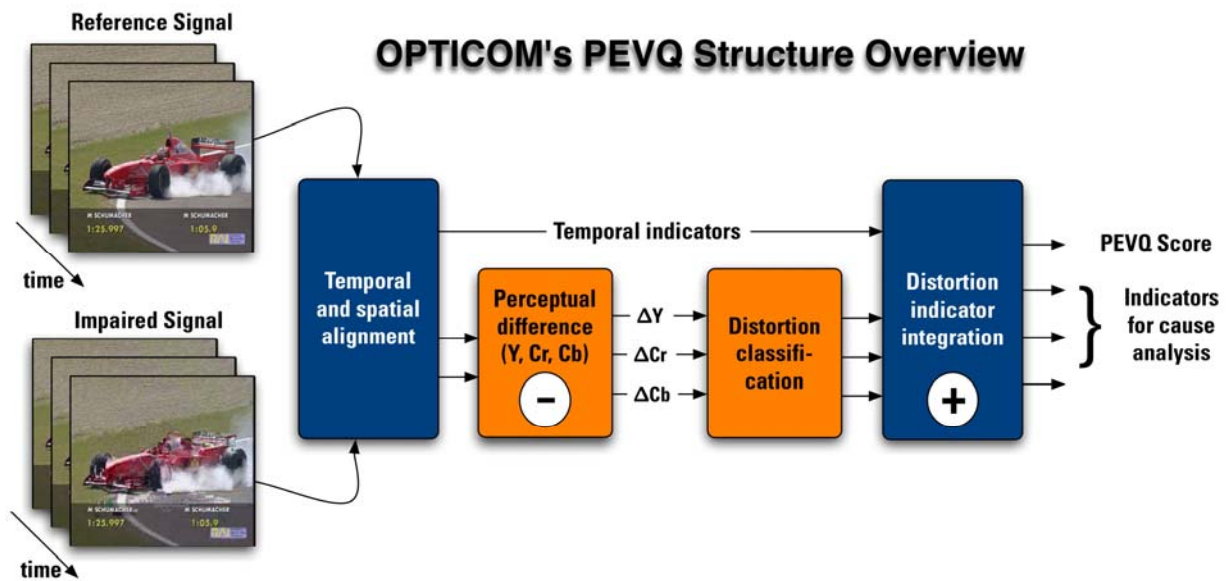 Reference Signal
OPTICOM's PEVQ Structure Overview
M SCHUMACHER M SCHUMACHER
1:25.997 1:05.9
time
Impaired Signal
M SCHUMACHER M SCHUMACHER
1:25.997 1:05.9
time
Temporal
and spatial
alignment
Temporal indicators
Perceptual
difference
(Y, Cr, Cb)
−
ΔY
ΔCr
ΔCb
Distortion
classifi-
cation
Distortion
indicator
integration
+
PEVQ Score
}
Indicators
for cause
analysis